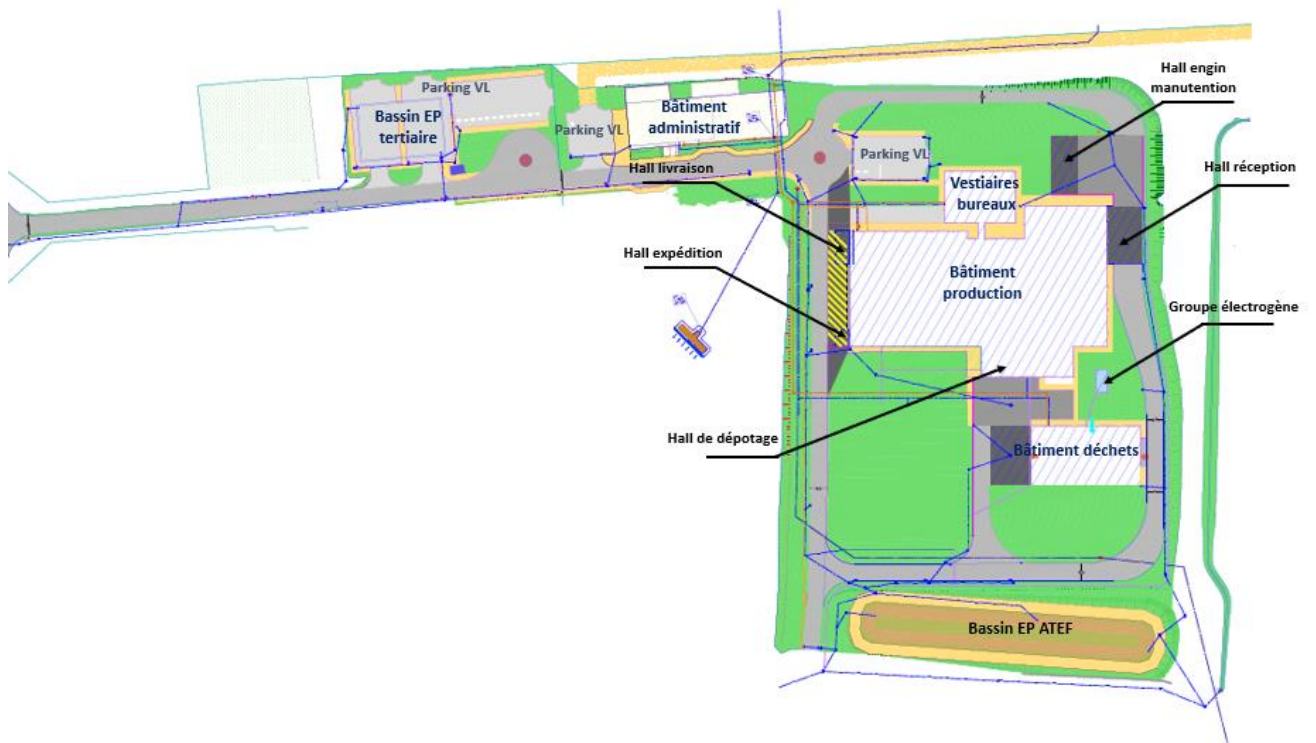 Hall engin
manutention
Parking VL
Bassin EP
tertiaire
Bâtiment
administratif
Parking VL
Parking VL
Hall livraison
Hall réception
Vestiaires
bureaux
Hall expédition
Bâtiment
production
Groupe électrogène
Hall de dépotage
Bâtiment déchets
Bassin EP ATEF